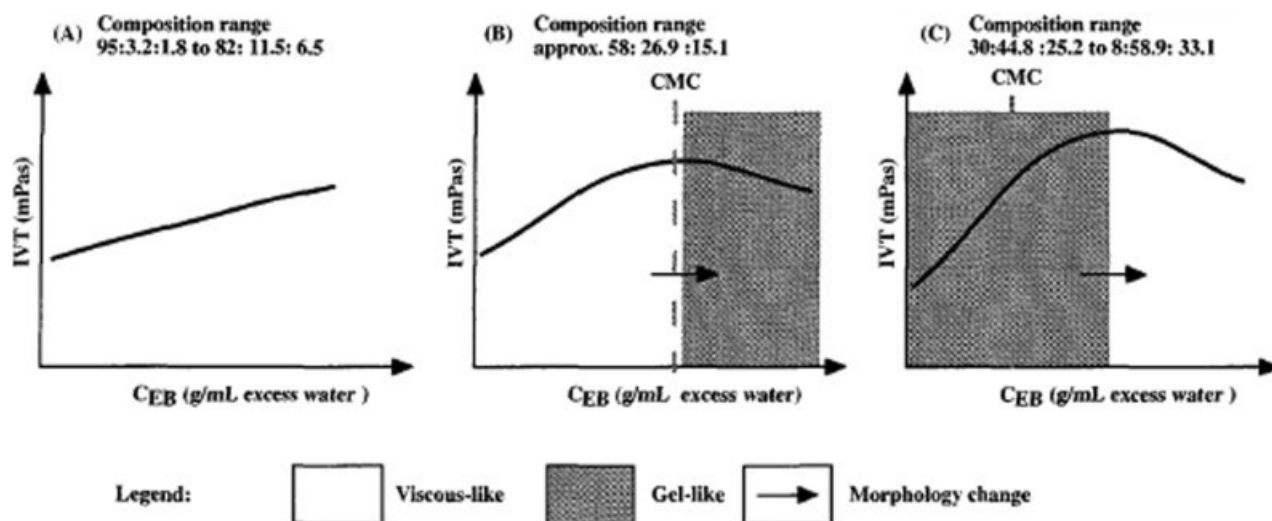 (A) Composition range
95:3.2:1.8 to 82: 11.5: 6.5
IVT (mPas)
CEB (g/mL excess water )
(B) Composition range
approx. 58: 26.9 :15.1
CMC
IVT (mPas)
CEB (g/mL excess water)
(C) Composition range
30:44.8 :25.2 to 8:58.9: 33.1
CMC
IVT (mPas)
CEB (g/mL excess water )
Legend: Viscous-like Gel-like Morphology change